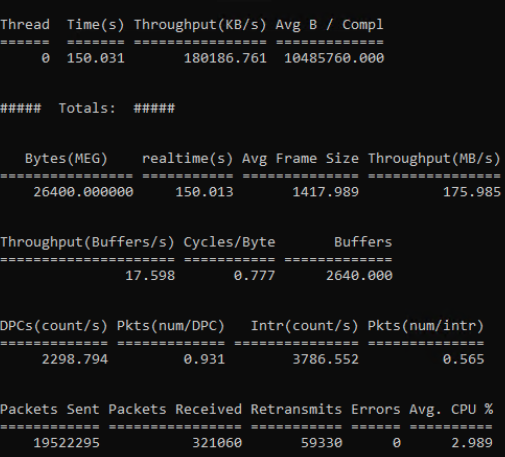 Thread  Time(s) Throughput(KB/s) Avg B / Compl
======  ======= ================ =============
     0  150.031       180186.761  10485760.000
#####  Totals:  #####
   Bytes(MEG)    realtime(s) Avg Frame Size Throughput(MB/s)
================ =========== ============== ================
    26400.000000     150.013       1417.989          175.985
Throughput(Buffers/s) Cycles/Byte       Buffers
===================== =========== =============
               17.598       0.777      2640.000
DPCs(count/s) Pkts(num/DPC)   Intr(count/s) Pkts(num/intr)
============= ============= =============== ==============
     2298.794         0.931        3786.552          0.565
Packets Sent Packets Received Retransmits Errors Avg. CPU %
============ ================ =========== ====== ==========
    19522295           321060       59330      0      2.989